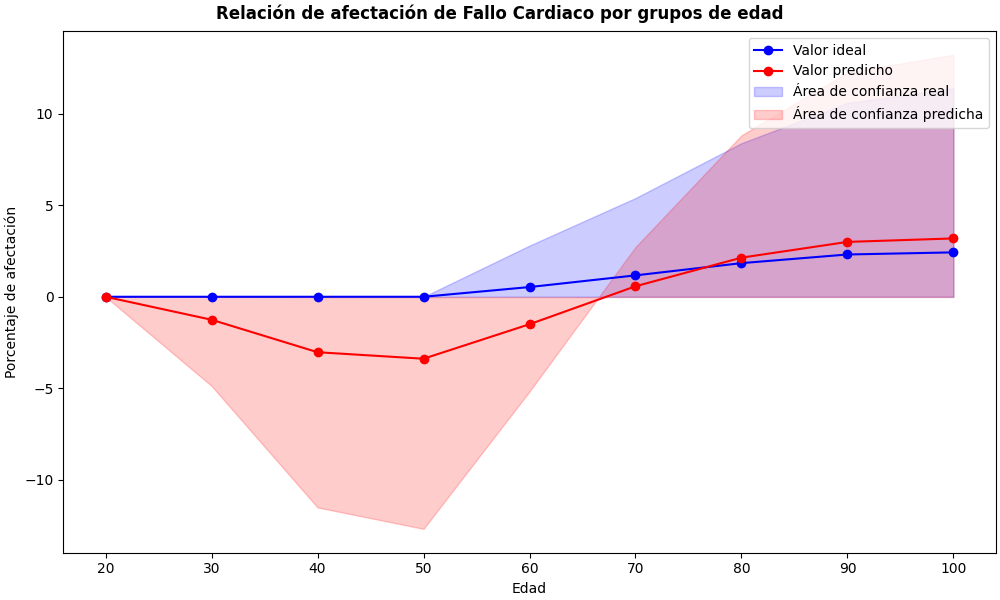 Relación de afectación de Fallo Cardiaco por grupos de edad
Valor ideal
Valor predicho
Área de confianza real
Área de confianza predicha
Porcentaje de afectación
10
5
0
−5
−10
20 30 40 50 60 70 80 90 100
Edad